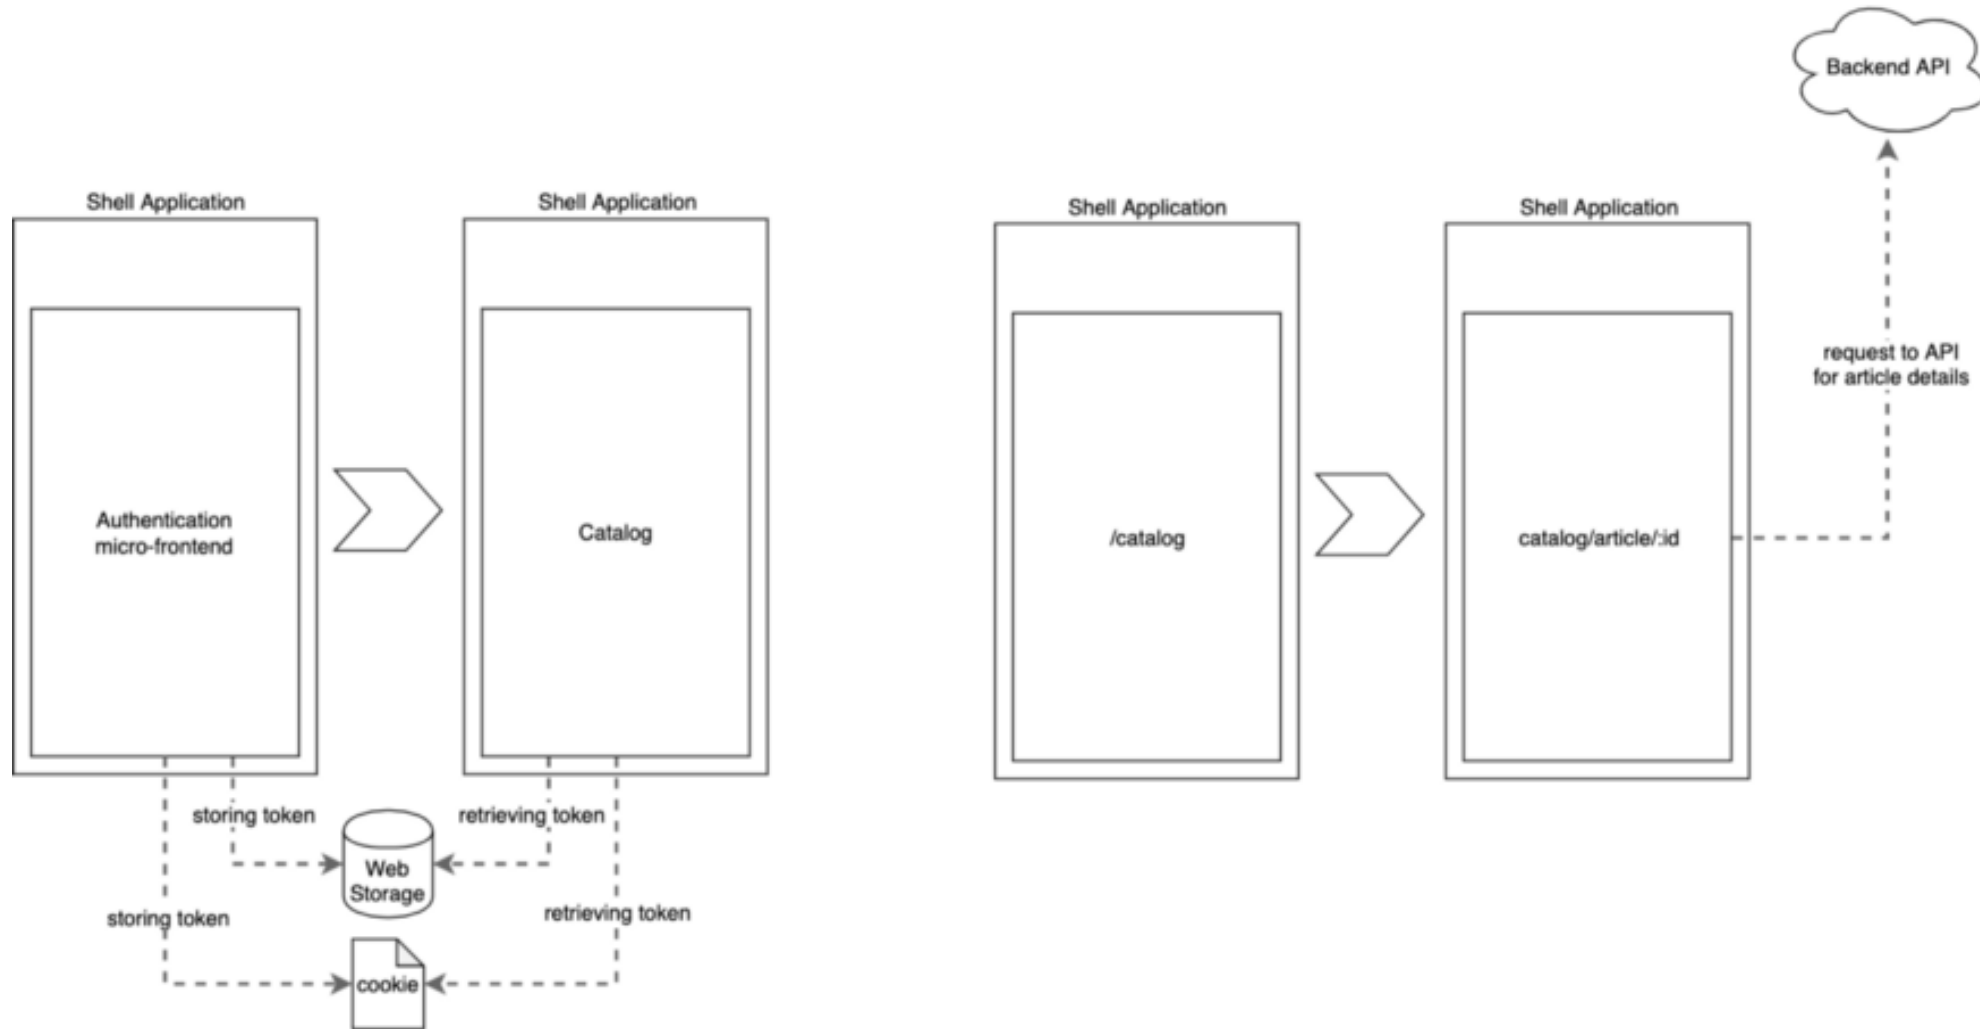 Backend API
Shell Application
Shell Application
Shell Application
Shell Application
request to API
for article details
Authentication
micro-frontend
Catalog
/catalog
catalog/article/:id
storing token
retrieving token
Web
Storage
storing token
retrieving token
cookie